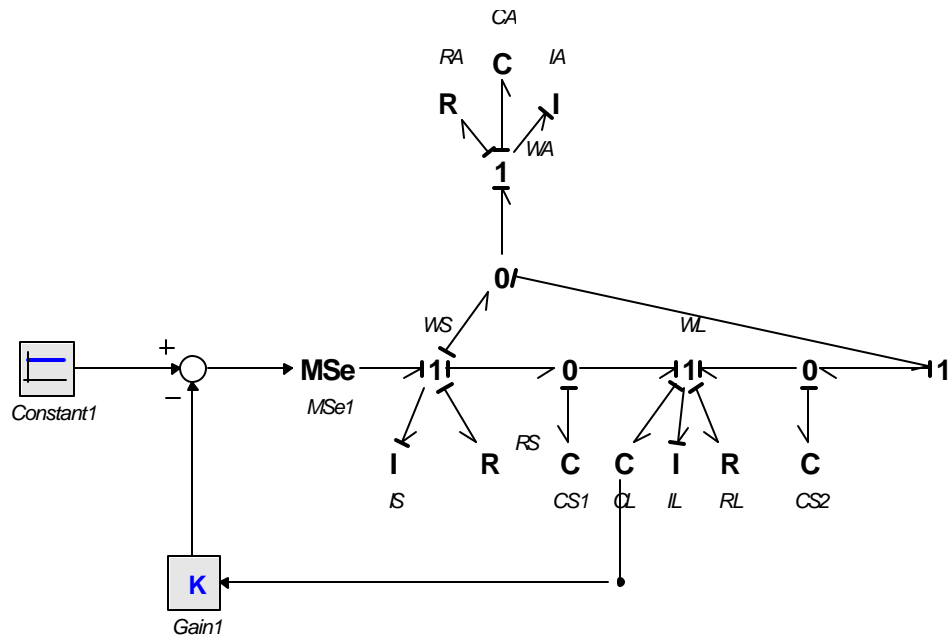 CA
RA C IA
R I
WA
1
0
WS WL
+
MSe 1 0 1 0 1
−
Constant1 MSe1
RS
I R C C I R C
IS CS1 CL IL RL CS2
K
Gain1